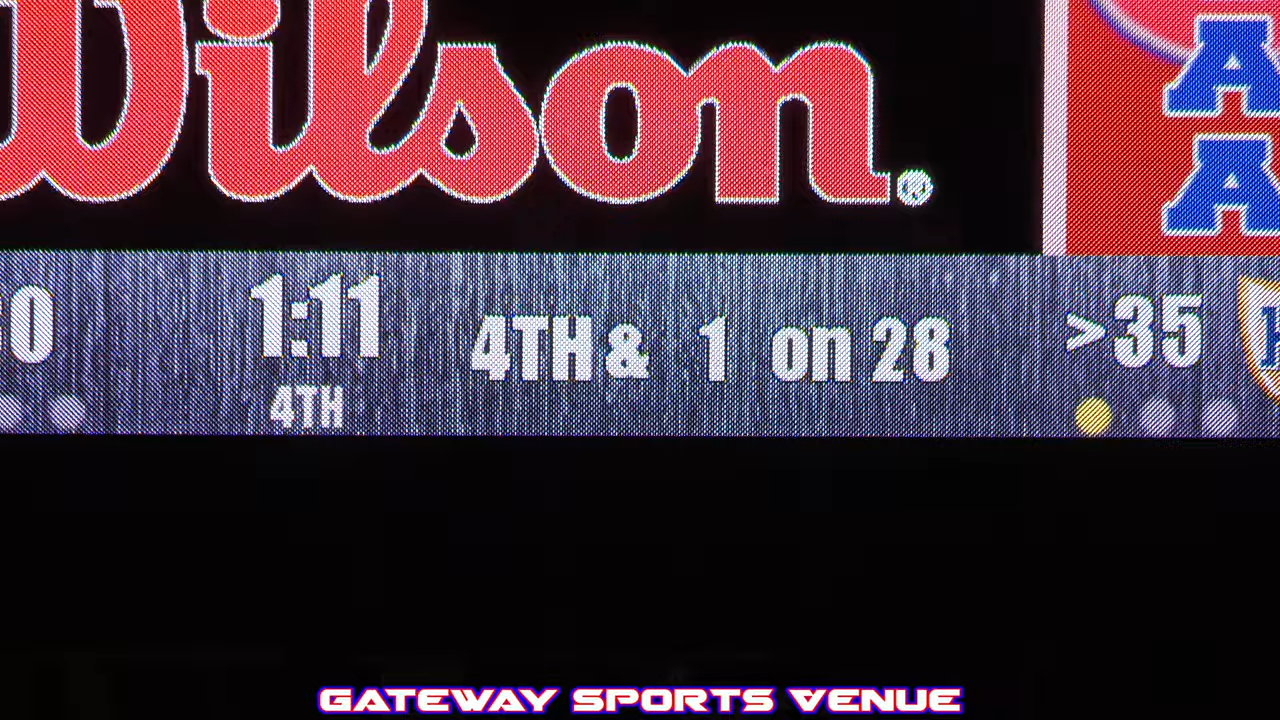 Wilson®
A
A
1:11 4TH & 1 on 28 >35
4TH
GATEWAY SPORTS VENUE